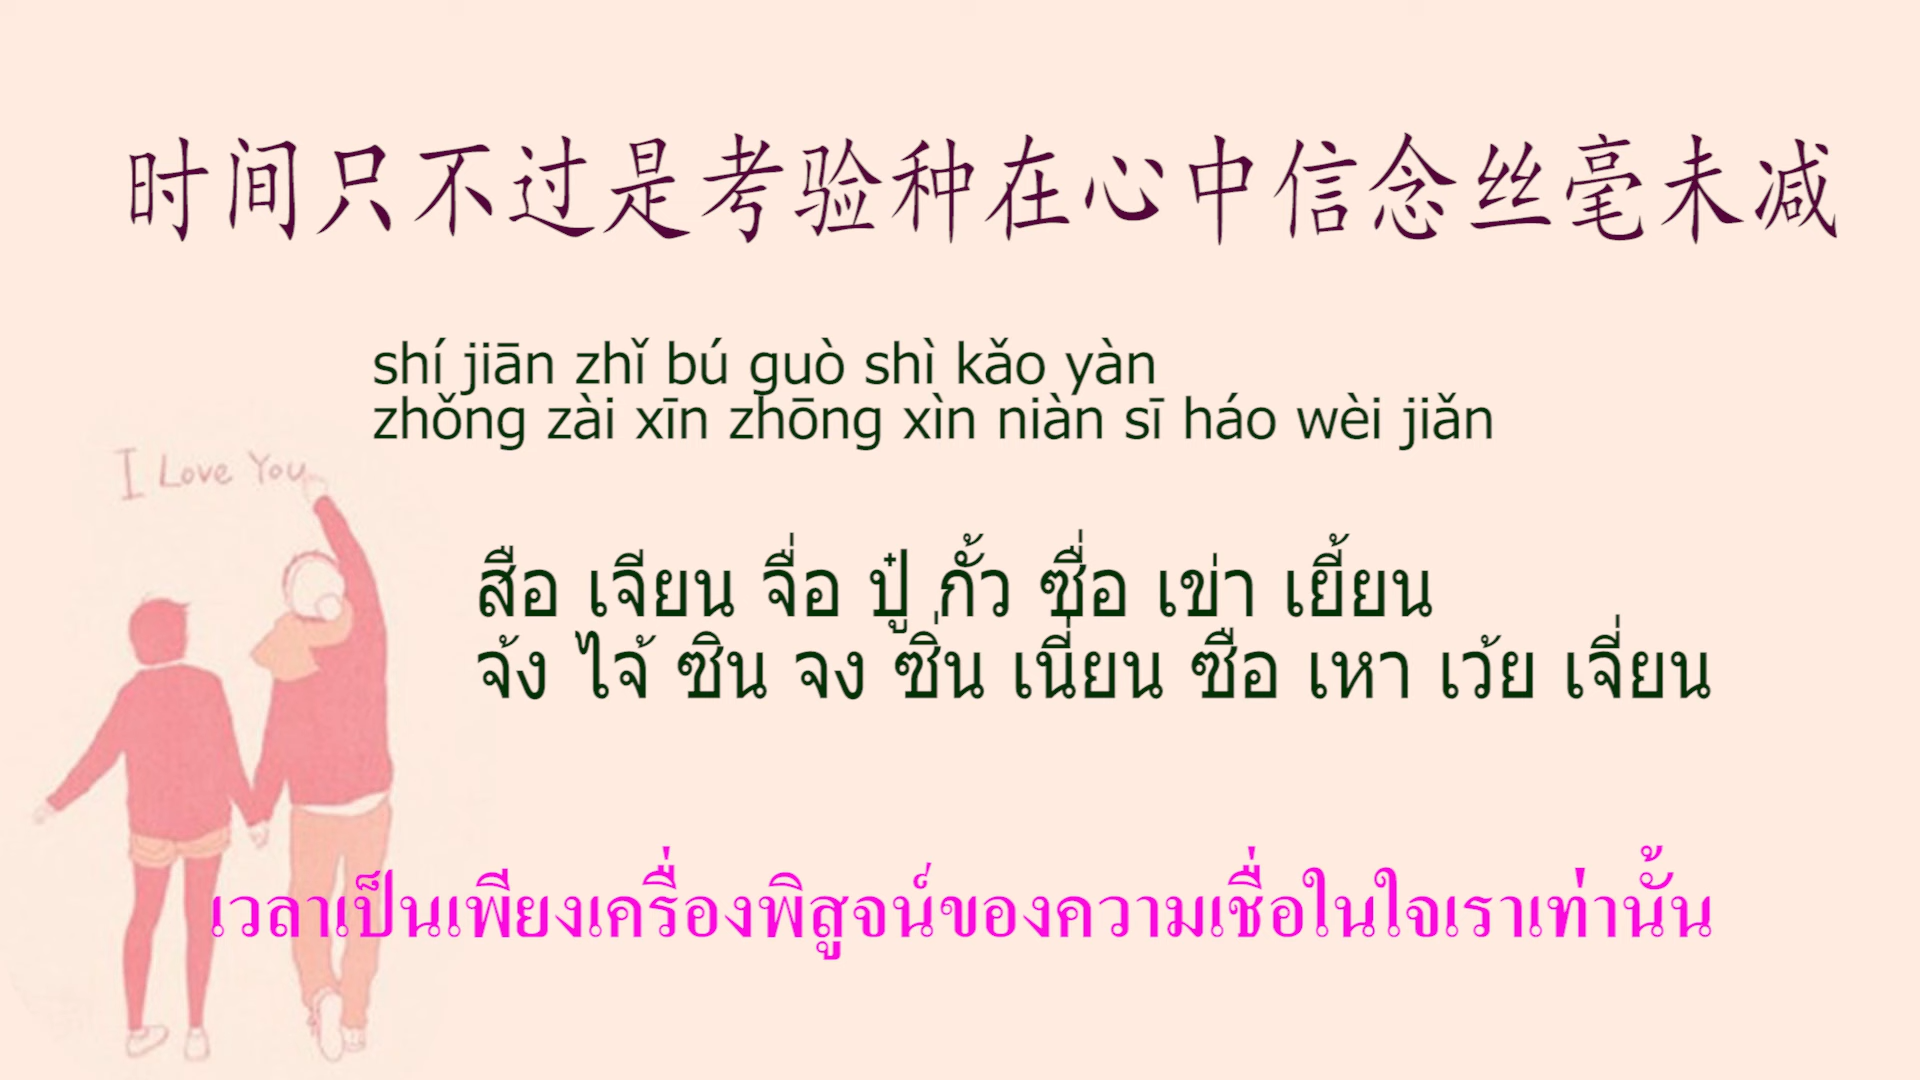 时间只不过是考验种在心中信念丝毫未减
shí jiān zhǐ bú guò shì kǎo yàn
zhǒng zài xīn zhōng xìn niàn sī háo wèi jiǎn
I Love You
สือ เจียน จื่อ ปู๋ กั้ว ซื่อ เข่า เยี้ยน
จ้ง ไจ้ ซิน จง ซิ่น เนี่ยน ซือ เหา เว้ย เจี่ยน
เวลาเป็นเพียงเครื่องพิสูจน์ของความเชื่อในใจเราเท่านั้น